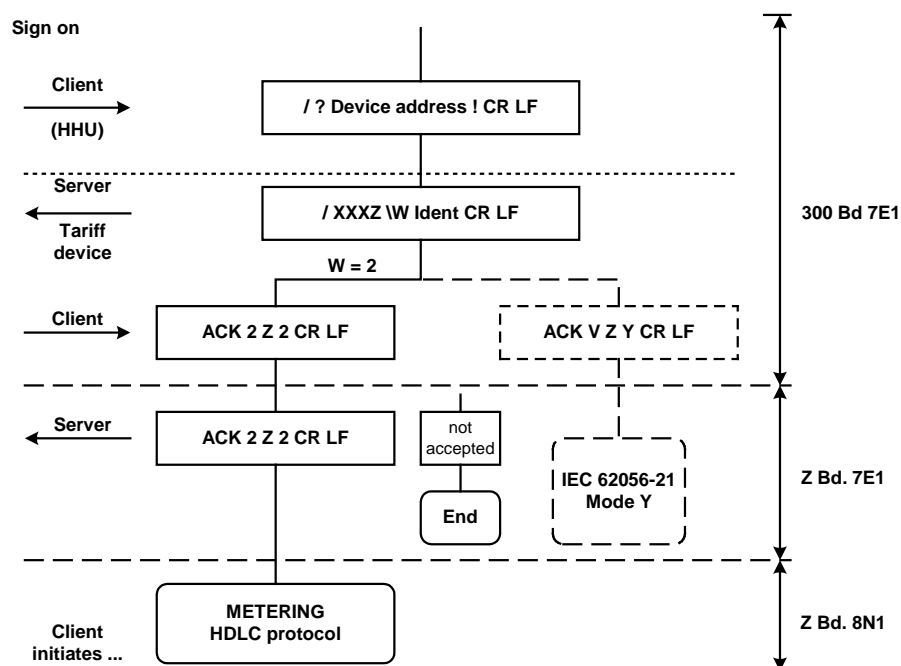 Sign on
Client
(HHU)
/ ? Device address ! CR LF
Server
Tariff
device
/ XXXZ \W Ident CR LF
300 Bd 7E1
W = 2
Client
ACK 2 Z 2 CR LF
ACK V Z Y CR LF
Server
ACK 2 Z 2 CR LF
not
accepted
End
IEC 62056-21
Mode Y
Z Bd. 7E1
Client
initiates ...
METERING
HDLC protocol
Z Bd. 8N1